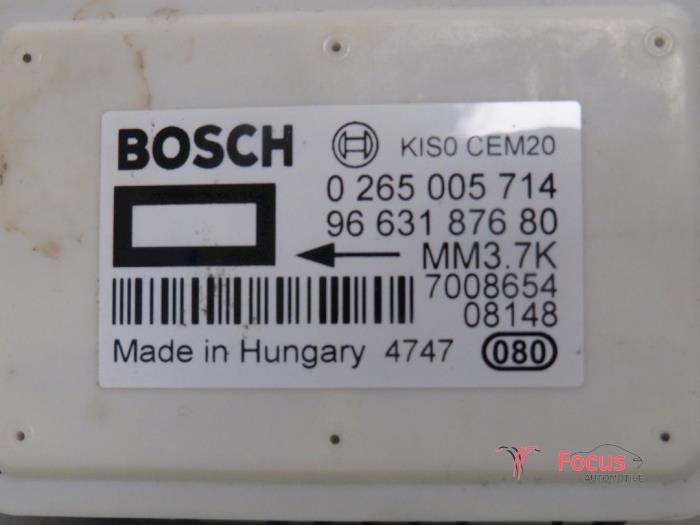 BOSCH KIS0 CEM20
0 265 005 714
96 631 876 80
MM3.7K
7008654
08148
Made in Hungary 4747 080
Focus
AUTOMOTIVE